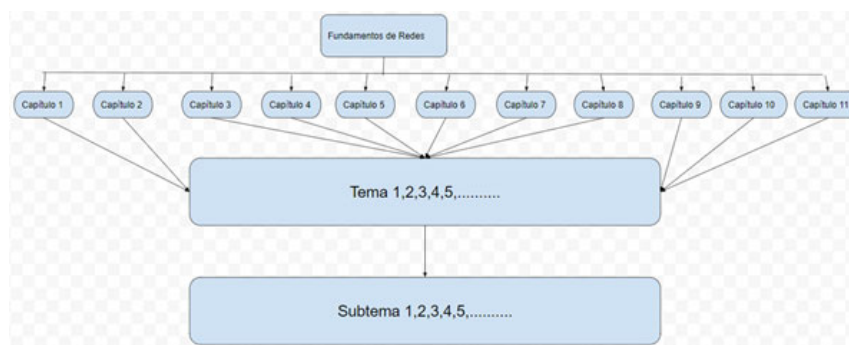 Fundamentos de Redes
Capítulo 1
Capítulo 2
Capítulo 3
Capítulo 4
Capítulo 5
Capítulo 6
Capítulo 7
Capítulo 8
Capítulo 9
Capítulo 10
Capítulo 11
Tema 1,2,3,4,5,..........
Subtema 1,2,3,4,5,..........